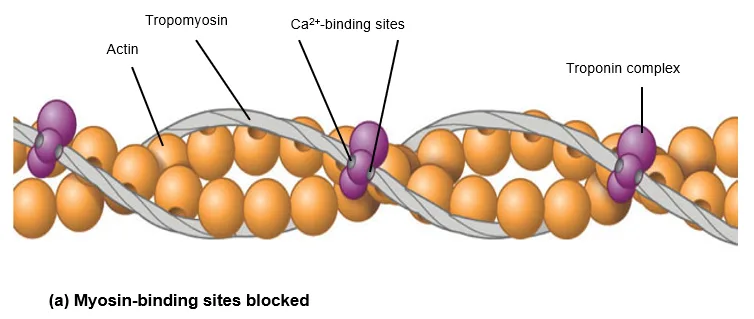 Tropomyosin
Ca²⁺-binding sites
Actin
Troponin complex
(a) Myosin-binding sites blocked